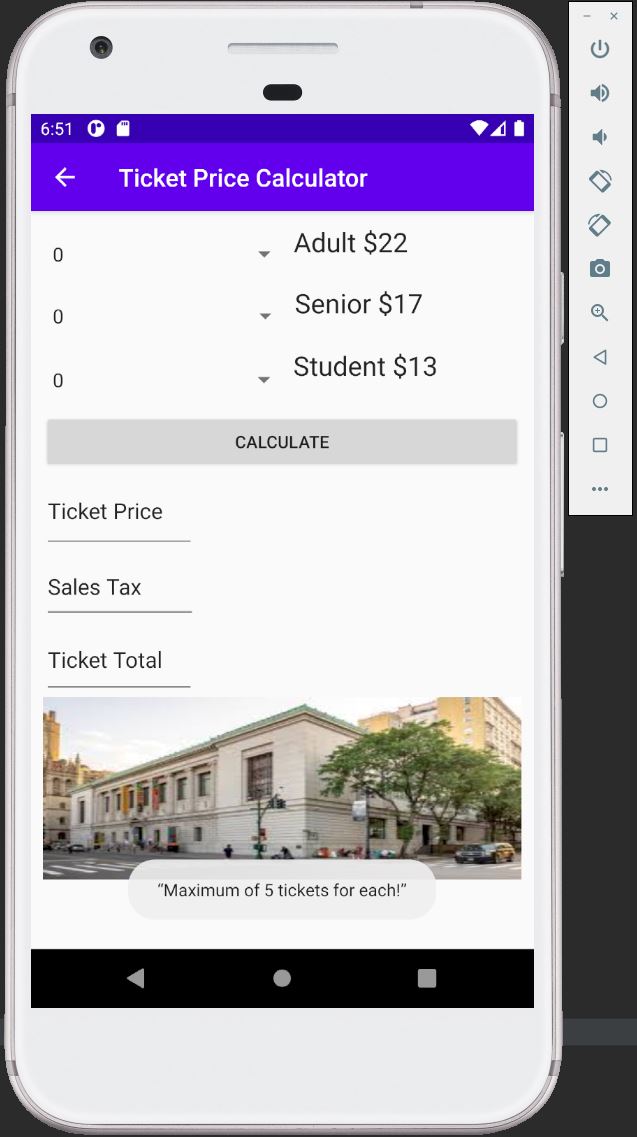 6:51
Ticket Price Calculator
0
Adult $22
0
Senior $17
0
Student $13
CALCULATE
Ticket Price
Sales Tax
Ticket Total
“Maximum of 5 tickets for each!”